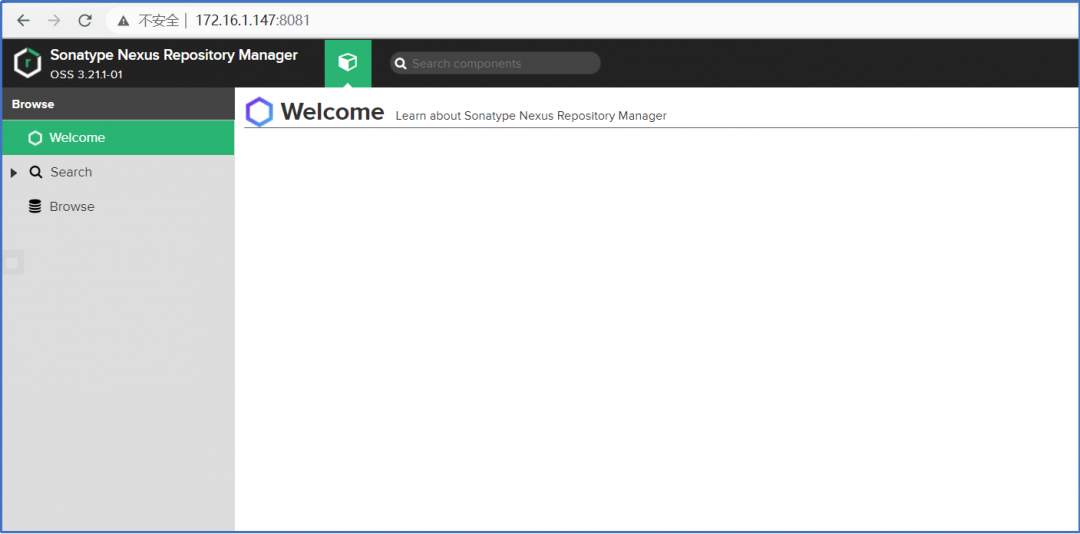 不安全 | 172.16.1.147:8081
Sonatype Nexus Repository Manager
OSS 3.21.1-01
Search components
Browse
Welcome
Search
Browse
Welcome Learn about Sonatype Nexus Repository Manager